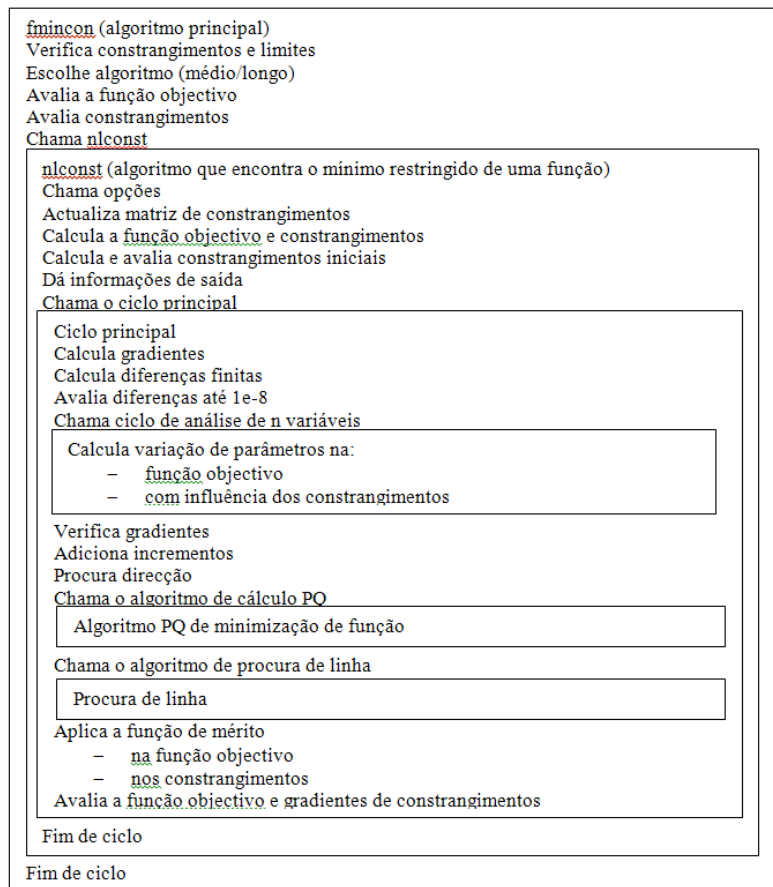 fmincon (algoritmo principal)
Verifica constrangimentos e limites
Escolhe algoritmo (médio/longo)
Avalia a função objectivo
Avalia constrangimentos
Chama nlconst
nlconst (algoritmo que encontra o mínimo restringido de uma função)
Chama opções
Actualiza matriz de constrangimentos
Calcula a função objectivo e constrangimentos
Calcula e avalia constrangimentos iniciais
Dá informações de saída
Chama o ciclo principal
Ciclo principal
Calcula gradientes
Calcula diferenças finitas
Avalia diferenças até 1e-8
Chama ciclo de análise de n variáveis
Calcula variação de parâmetros na:
– função objectivo
– com influência dos constrangimentos
Verifica gradientes
Adiciona incrementos
Procura direcção
Chama o algoritmo de cálculo PQ
Algoritmo PQ de minimização de função
Chama o algoritmo de procura de linha
Procura de linha
Aplica a função de mérito
– na função objectivo
– nos constrangimentos
Avalia a função objectivo e gradientes de constrangimentos
Fim de ciclo
Fim de ciclo